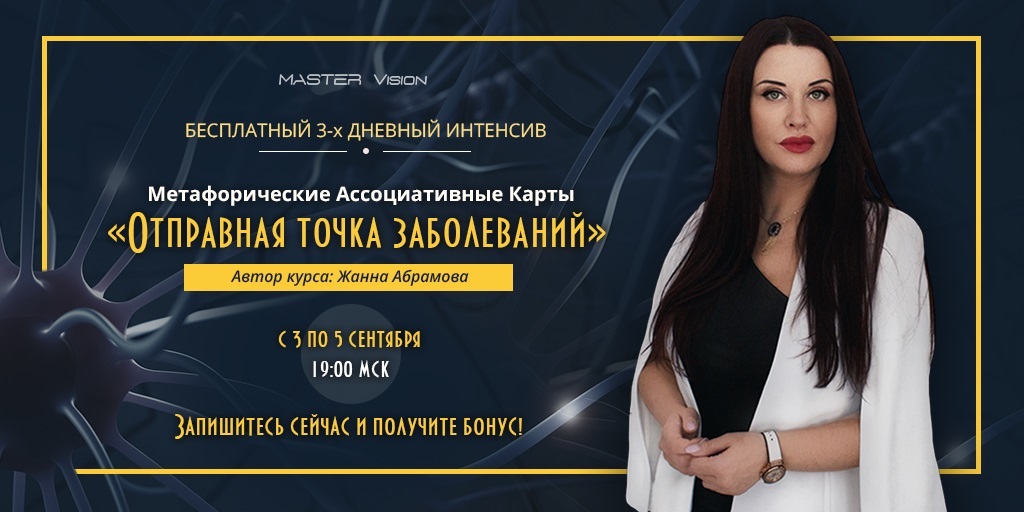 MASTER Vision
БЕСПЛАТНЫЙ 3-х ДНЕВНЫЙ ИНТЕНСИВ
Метафорические Ассоциативные Карты
«Отправная точка заболеваний»
Автор курса: Жанна Абрамова
С 3 ПО 5 СЕНТЯБРЯ
19:00 МСК
Запишитесь сейчас и получите бонус!